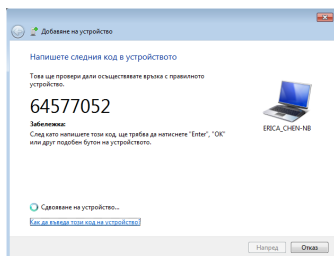 Добавяне на устройство
Напишете следния код в устройството
Това ще провери дали осъществявате връзка с правилното
устройство.
64577052
Забележка:
След като напишете този код, ще трябва да натиснете "Enter", "OK"
или друг подобен бутон на устройството.
ERICA_CHEN-NB
Сдвояване на устройство...
Как да въведа този код на устройство?
Напред Отказ